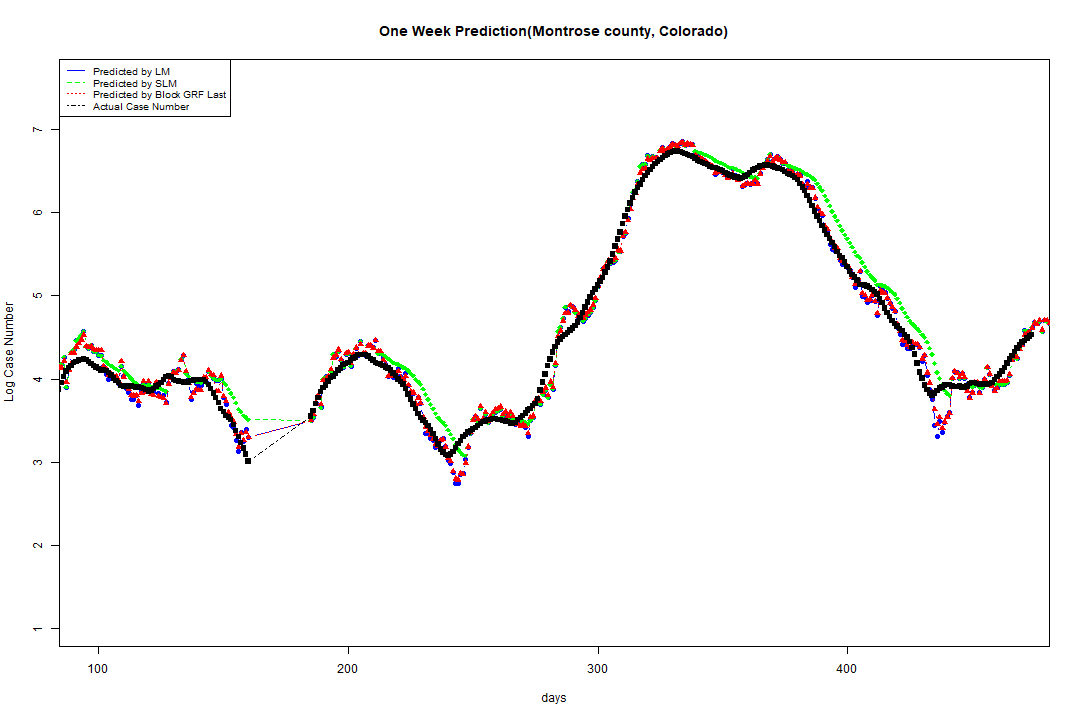 One Week Prediction(Montrose county, Colorado)
Predicted by LM
Predicted by SLM
Predicted by Block GRF Last
Actual Case Number
7
6
5
4
3
2
1
Log Case Number
100 200 300 400
days